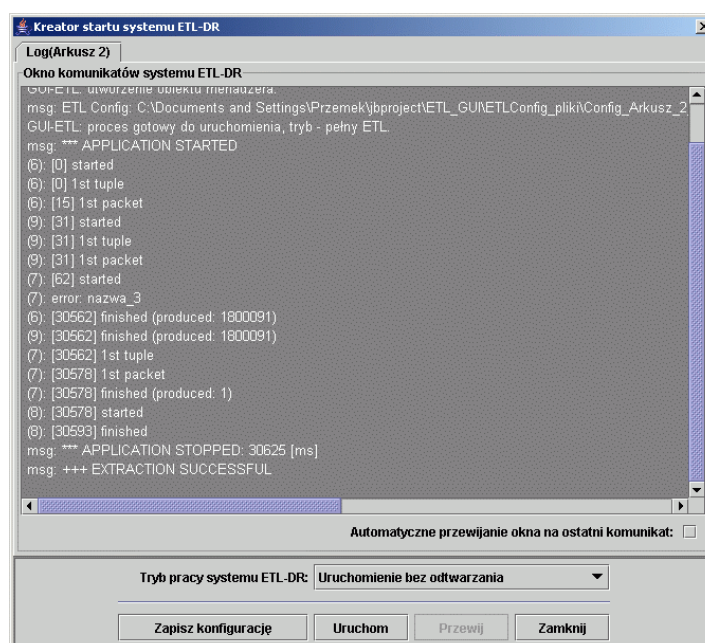 Kreator startu systemu ETL-DR
Log(Arkusz 2)
Okno komunikatów systemu ETL-DR
GUI-ETL: utworzenie obiektu menadżera.
msg: ETL Config: C:\Documents and Settings\Przemek\jbproject\ETL_GUI\ETLConfig_pliki\Config_Arkusz_2
GUI-ETL: proces gotowy do uruchomienia, tryb - pełny ETL.
msg: *** APPLICATION STARTED
(6): [0] started
(6): [0] 1st tuple
(6): [15] 1st packet
(9): [31] started
(9): [31] 1st tuple
(9): [31] 1st packet
(7): [62] started
(7): error: nazwa_3
(6): [30562] finished (produced: 1800091)
(9): [30562] finished (produced: 1800091)
(7): [30562] 1st tuple
(7): [30578] 1st packet
(7): [30578] finished (produced: 1)
(8): [30578] started
(8): [30593] finished
msg: *** APPLICATION STOPPED: 30625 [ms]
msg: +++ EXTRACTION SUCCESSFUL
Automatyczne przewijanie okna na ostatni komunikat:
Tryb pracy systemu ETL-DR: Uruchomienie bez odtwarzania
Zapisz konfigurację Uruchom Przewij Zamknij